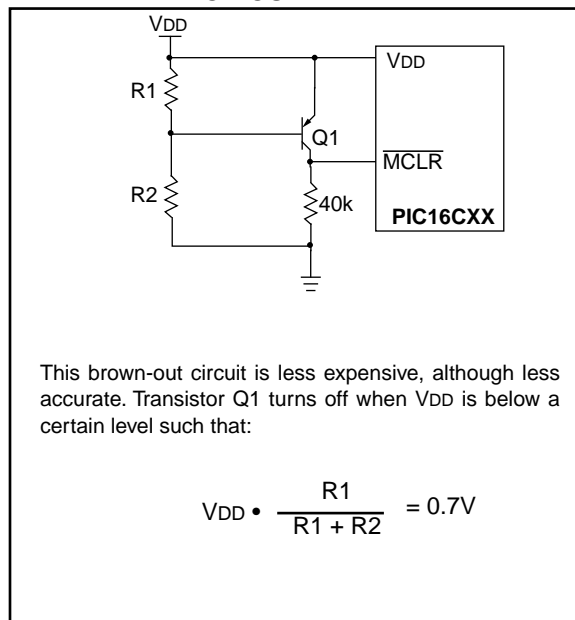 VDD
VDD
R1
Q1
MCLR
R2
40k
PIC16CXX
This brown-out circuit is less expensive, although less
accurate. Transistor Q1 turns off when VDD is below a
certain level such that:
R1
VDD • = 0.7V
R1 + R2